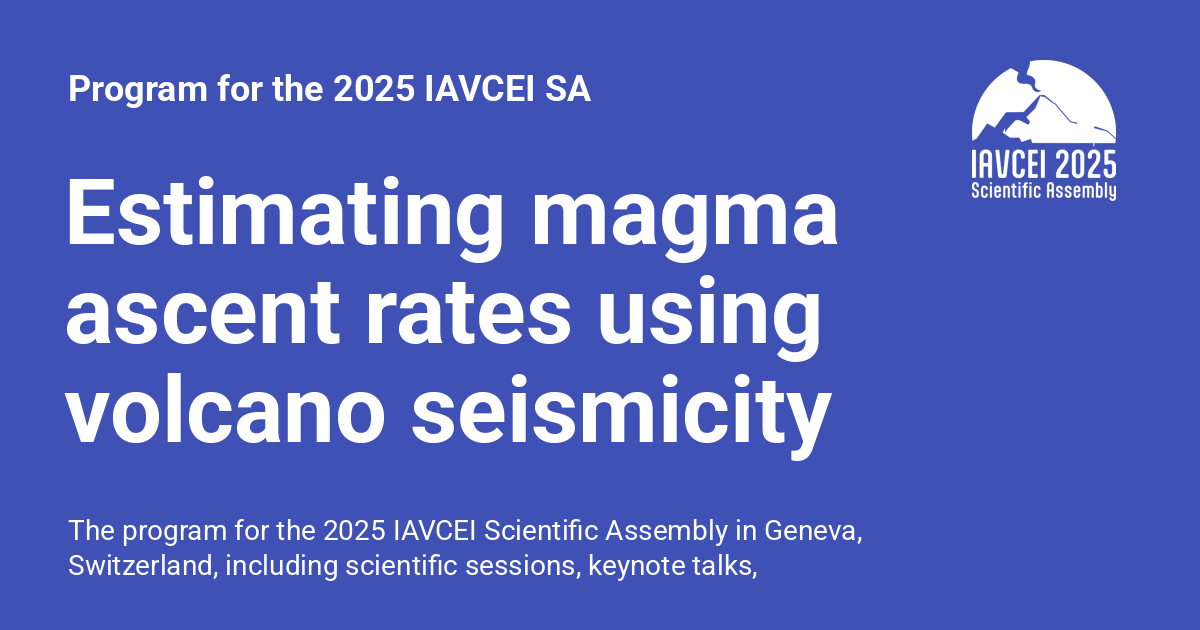 Program for the 2025 IAVCEI SA
IAVCEI 2025
Scientific Assembly
Estimating magma
ascent rates using
volcano seismicity
The program for the 2025 IAVCEI Scientific Assembly in Geneva,
Switzerland, including scientific sessions, keynote talks,